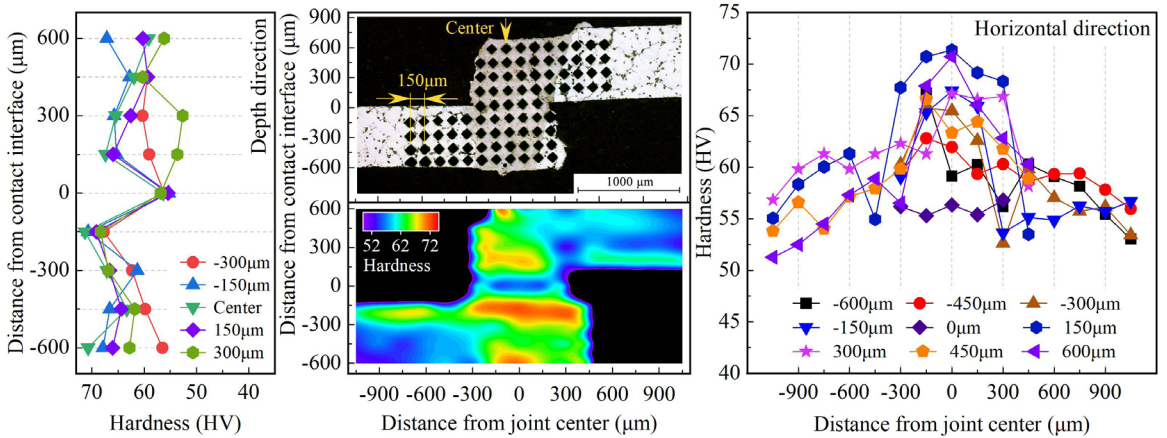 Distance from contact interface (μm)
600
300
0
-300
-600
70
60
50
40
Hardness (HV)
Depth direction
-300μm
-150μm
Center
150μm
300μm
Distance from contact interface (μm)
900
600
300
0
-300
-600
Center
150μm
1000 μm
600
300
0
-200
-400
-600
52 62 72
Hardness
-900 -600 -300 0 300 600 900
Distance from joint center (μm)
Hardness (HV)
75
70
65
60
55
50
45
40
Horizontal direction
-600μm -450μm -300μm
-150μm 0μm 150μm
300μm 450μm 600μm
-900 -600 -300 0 300 600 900
Distance from joint center (μm)